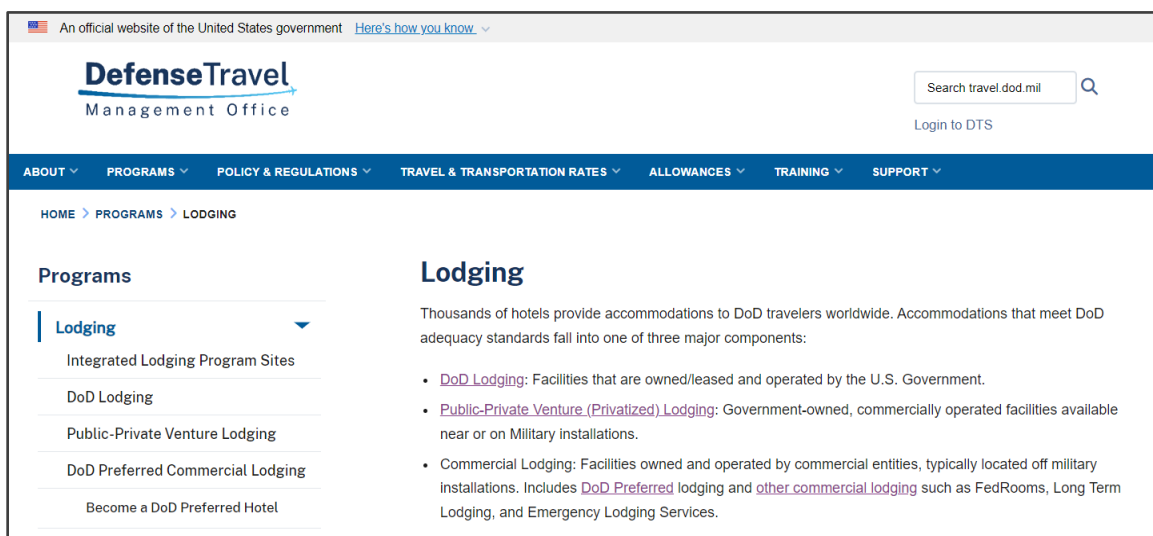 An official website of the United States government Here's how you know
DefenseTravel
Management Office
Search travel.dod.mil
Login to DTS
ABOUT PROGRAMS POLICY & REGULATIONS TRAVEL & TRANSPORTATION RATES ALLOWANCES TRAINING SUPPORT
HOME > PROGRAMS > LODGING
Programs
Lodging
Integrated Lodging Program Sites
DoD Lodging
Public-Private Venture Lodging
DoD Preferred Commercial Lodging
Become a DoD Preferred Hotel
Lodging
Thousands of hotels provide accommodations to DoD travelers worldwide. Accommodations that meet DoD
adequacy standards fall into one of three major components:
• DoD Lodging: Facilities that are owned/leased and operated by the U.S. Government.
• Public-Private Venture (Privatized) Lodging: Government-owned, commercially operated facilities available
near or on Military installations.
• Commercial Lodging: Facilities owned and operated by commercial entities, typically located off military
installations. Includes DoD Preferred lodging and other commercial lodging such as FedRooms, Long Term
Lodging, and Emergency Lodging Services.